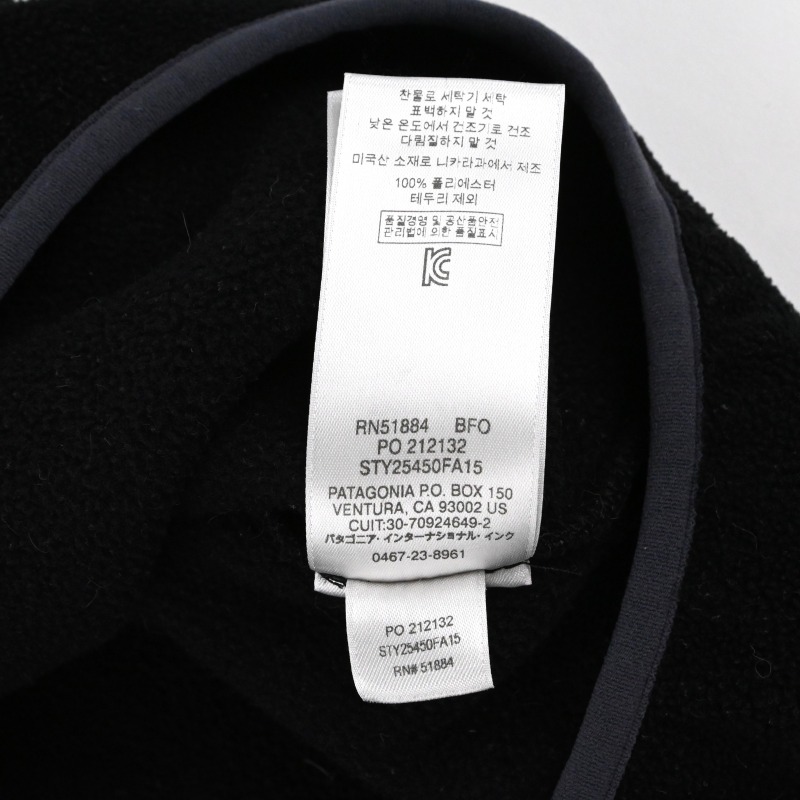 찬물로 세탁기 세탁
표백하지 말 것
낮은 온도에서 건조기로 건조
다림질하지 말 것
미국산 소재로 니카라과에서 제조
100% 폴리에스터
테두리 제외
품질경영 및 공산품안전
관리법에 의한 품질표시
RN51884 BFO
PO 212132
STY25450FA15
PATAGONIA P.O. BOX 150
VENTURA, CA 93002 US
CUIT:30-70924649-2
パタゴニア・インターナショナル・インク
0467-23-8961
PO 212132
STY25450FA15
RN# 51884